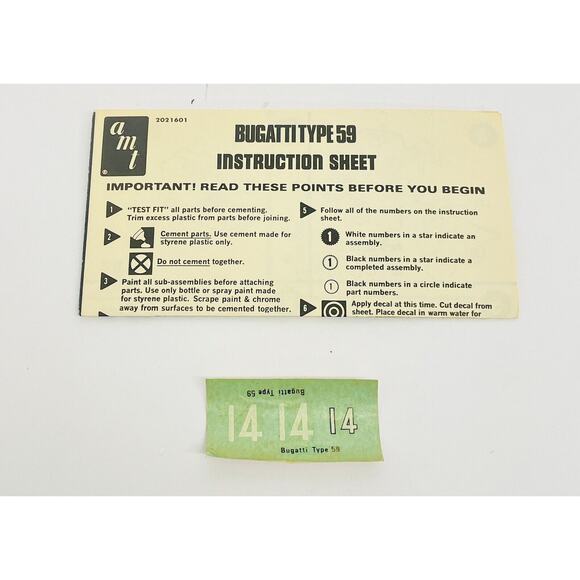 amt
®
2021601
BUGATTI TYPE 59
INSTRUCTION SHEET
IMPORTANT! READ THESE POINTS BEFORE YOU BEGIN
1 "TEST FIT" all parts before cementing.
Trim excess plastic from parts before joining.
2 Cement parts. Use cement made for
styrene plastic only.
Do not cement together.
3 Paint all sub-assemblies before attaching
parts. Use only bottle or spray paint made
for styrene plastic. Scrape paint & chrome
away from surfaces to be cemented together.
5 Follow all of the numbers on the instruction
sheet.
1 White numbers in a star indicate an
assembly.
1 Black numbers in a star indicate a
completed assembly.
1 Black numbers in a circle indicate
part numbers.
6 Apply decal at this time. Cut decal from
sheet. Place decal in warm water for
Bugatti Type 59
14 14 14
Bugatti Type 59